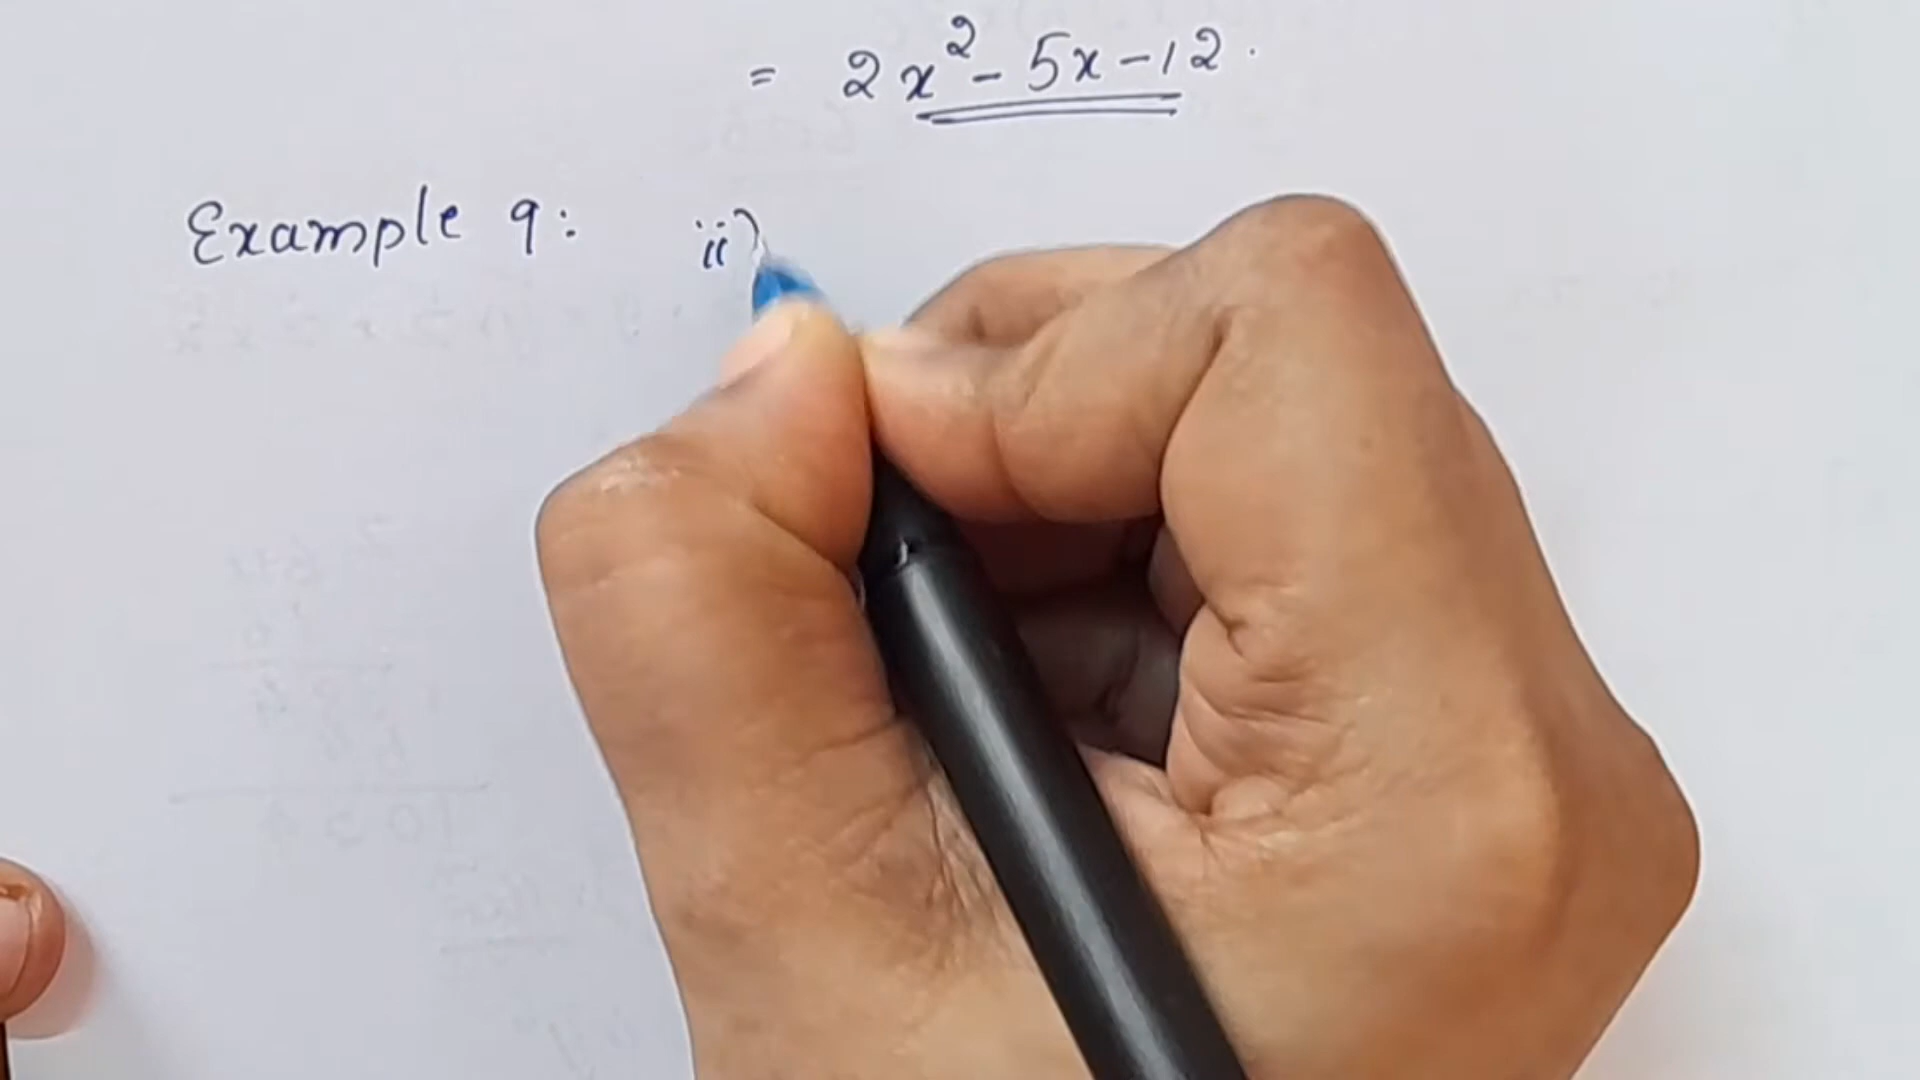 = 2x² - 5x - 12.
Example 9: ii)